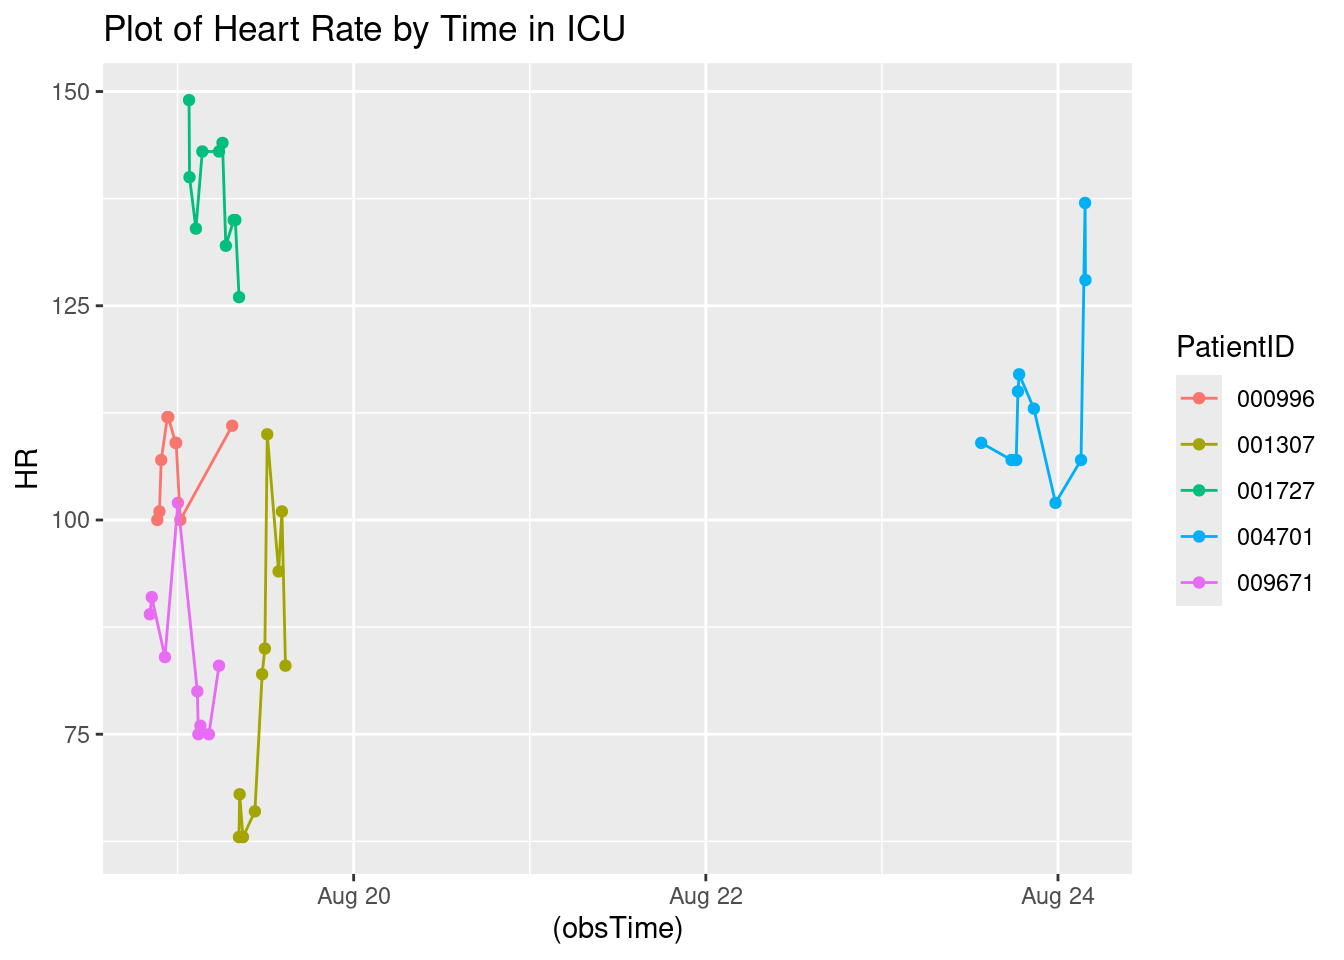 Plot of Heart Rate by Time in ICU
150
125
100
75
HR
Aug 20
Aug 22
Aug 24
(obsTime)
PatientID
000996
001307
001727
004701
009671